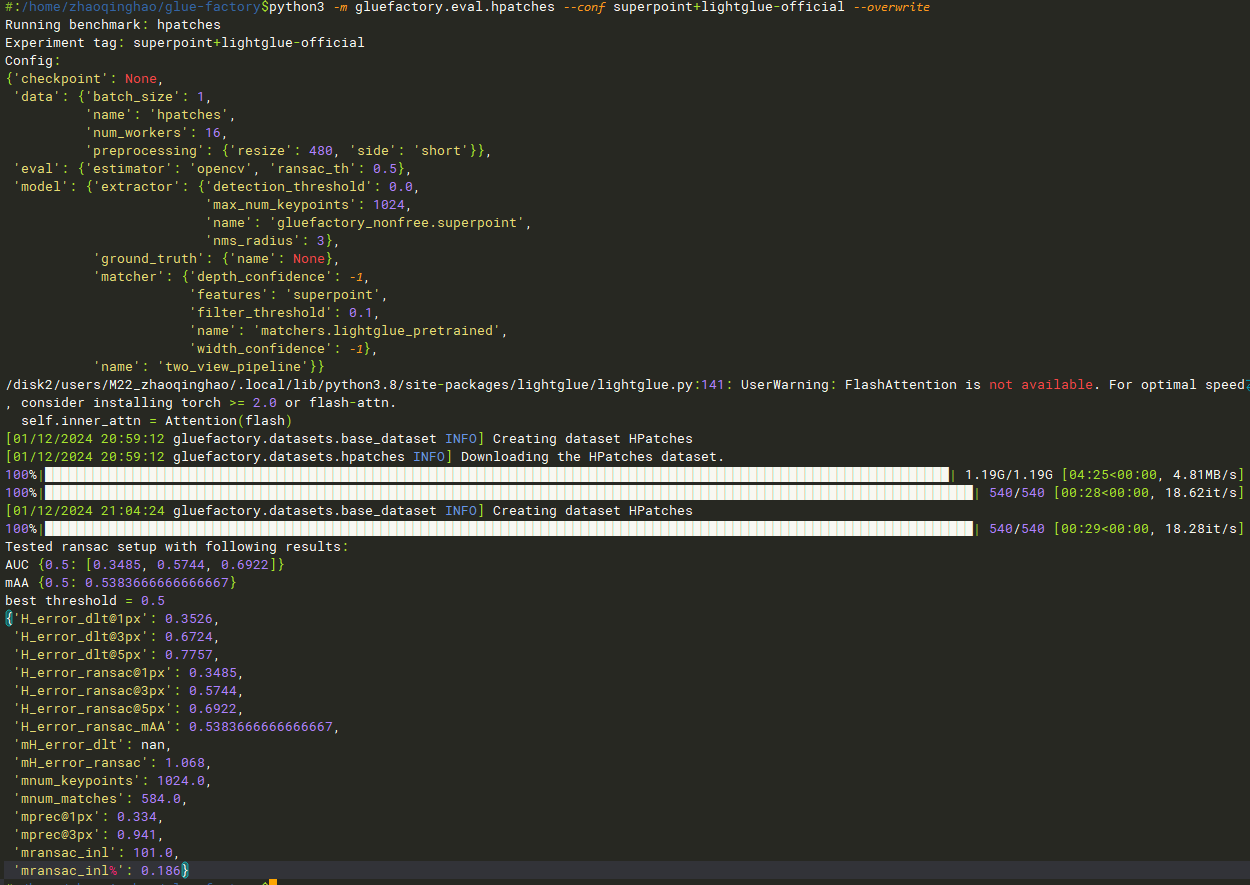 #:/home/zhaoqinghao/glue-factory$python3 -m gluefactory.eval.hpatches --conf superpoint+lightglue-official --overwrite
Running benchmark: hpatches
Experiment tag: superpoint+lightglue-official
Config:
{'checkpoint': None,
 'data': {'batch_size': 1,
          'name': 'hpatches',
          'num_workers': 16,
          'preprocessing': {'resize': 480, 'side': 'short'}},
 'eval': {'estimator': 'opencv', 'ransac_th': 0.5},
 'model': {'extractor': {'detection_threshold': 0.0,
                         'max_num_keypoints': 1024,
                         'name': 'gluefactory_nonfree.superpoint',
                         'nms_radius': 3},
           'ground_truth': {'name': None},
           'matcher': {'depth_confidence': -1,
                       'features': 'superpoint',
                       'filter_threshold': 0.1,
                       'name': 'matchers.lightglue_pretrained',
                       'width_confidence': -1},
           'name': 'two_view_pipeline'}}
/disk2/users/M22_zhaoqinghao/.local/lib/python3.8/site-packages/lightglue/lightglue.py:141: UserWarning: FlashAttention is not available. For optimal speed
, consider installing torch >= 2.0 or flash-attn.
  self.inner_attn = Attention(flash)
[01/12/2024 20:59:12 gluefactory.datasets.base_dataset INFO] Creating dataset HPatches
[01/12/2024 20:59:12 gluefactory.datasets.hpatches INFO] Downloading the HPatches dataset.
100%| | 1.19G/1.19G [04:25<00:00, 4.81MB/s]
100%| | 540/540 [00:28<00:00, 18.62it/s]
[01/12/2024 21:04:24 gluefactory.datasets.base_dataset INFO] Creating dataset HPatches
100%| | 540/540 [00:29<00:00, 18.28it/s]
Tested ransac setup with following results:
AUC {0.5: [0.3485, 0.5744, 0.6922]}
mAA {0.5: 0.5383666666666667}
best threshold = 0.5
{'H_error_dlt@1px': 0.3526,
 'H_error_dlt@3px': 0.6724,
 'H_error_dlt@5px': 0.7757,
 'H_error_ransac@1px': 0.3485,
 'H_error_ransac@3px': 0.5744,
 'H_error_ransac@5px': 0.6922,
 'H_error_ransac_mAA': 0.5383666666666667,
 'mH_error_dlt': nan,
 'mH_error_ransac': 1.068,
 'mnum_keypoints': 1024.0,
 'mnum_matches': 584.0,
 'mprec@1px': 0.334,
 'mprec@3px': 0.941,
 'mransac_inl': 101.0,
 'mransac_inl%': 0.186}